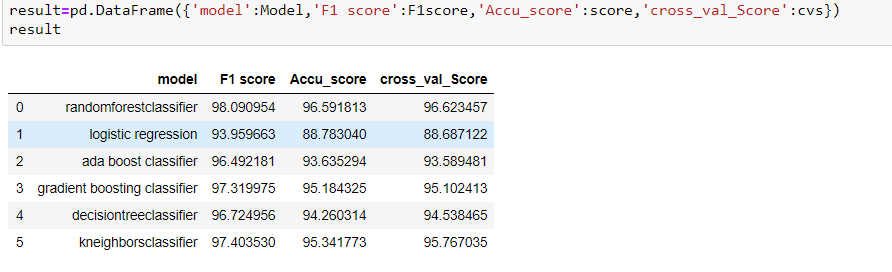 result=pd.DataFrame({'model':Model,'F1 score':F1score,'Accu_score':score,'cross_val_Score':cvs})
result
model F1 score Accu_score cross_val_Score
0 randomforestclassifier 98.090954 96.591813 96.623457
1 logistic regression 93.959663 88.783040 88.687122
2 ada boost classifier 96.492181 93.635294 93.589481
3 gradient boosting classifier 97.319975 95.184325 95.102413
4 decisiontreeclassifier 96.724956 94.260314 94.538465
5 kneighborsclassifier 97.403530 95.341773 95.767035